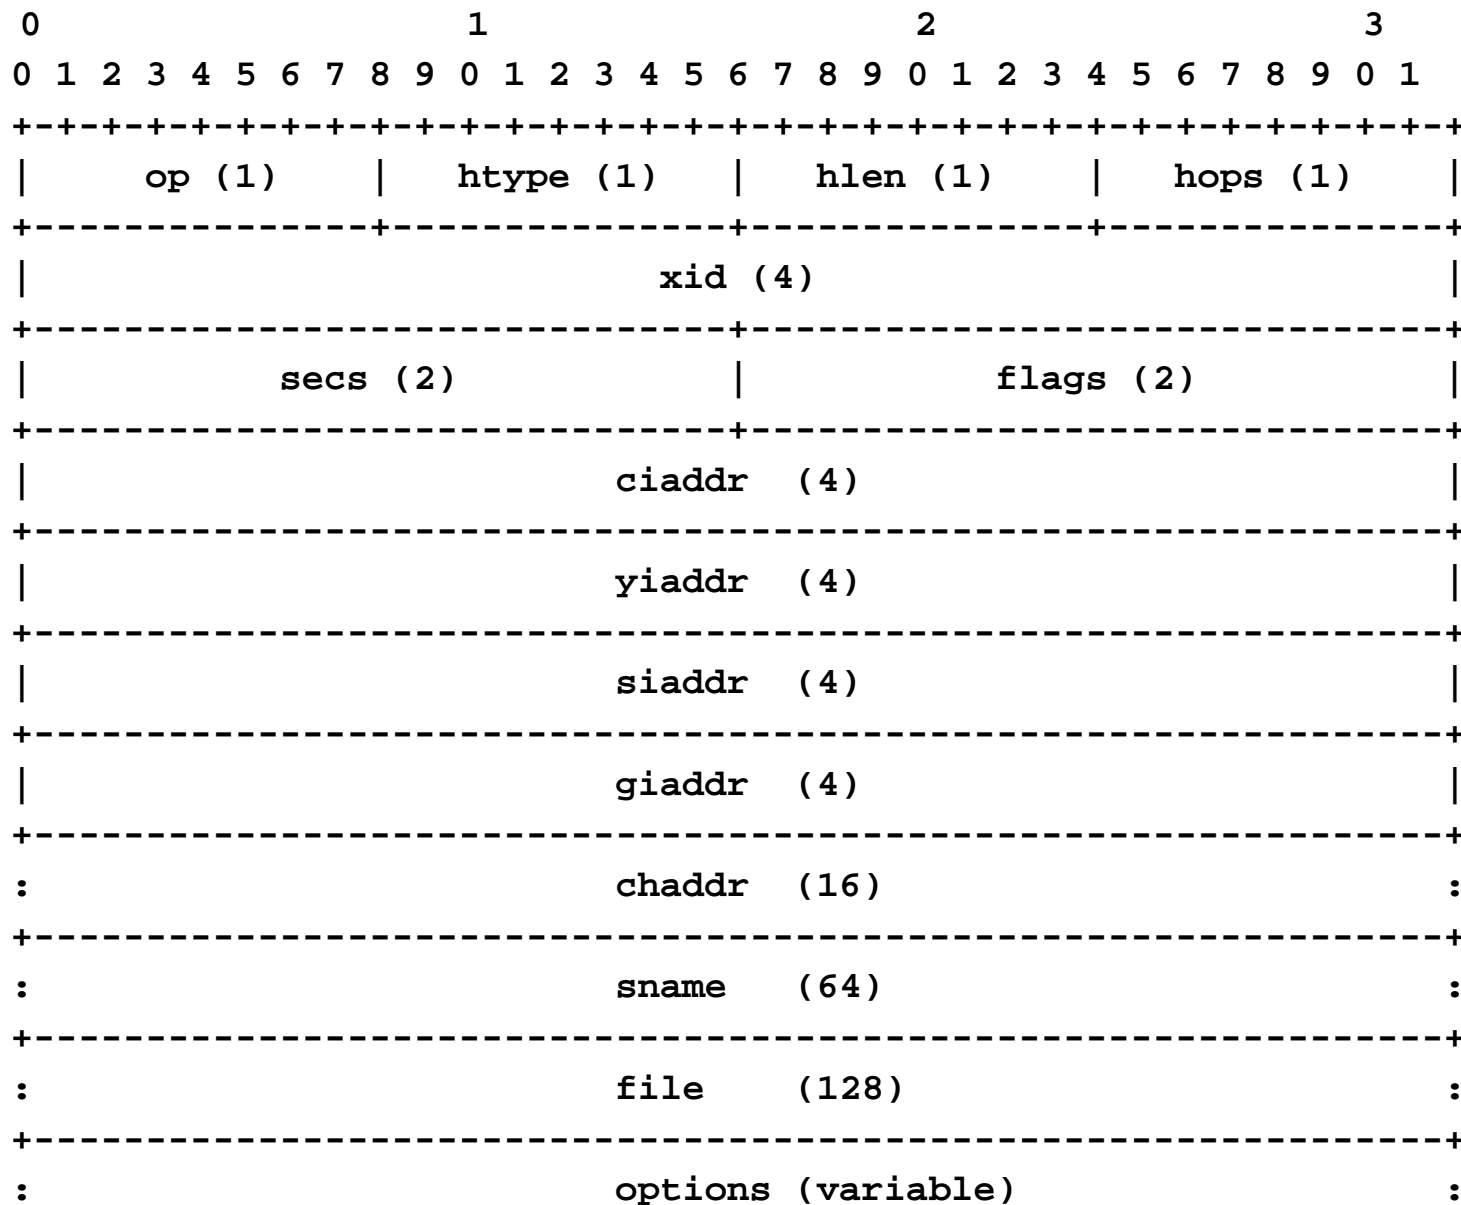 0                   1                   2                   3
0 1 2 3 4 5 6 7 8 9 0 1 2 3 4 5 6 7 8 9 0 1 2 3 4 5 6 7 8 9 0 1
+-+-+-+-+-+-+-+-+-+-+-+-+-+-+-+-+-+-+-+-+-+-+-+-+-+-+-+-+-+-+-+-+
|     op (1)    |   htype (1)   |   hlen (1)    |   hops (1)    |
+---------------+---------------+---------------+---------------+
|                            xid (4)                            |
+-------------------------------+-------------------------------+
|           secs (2)            |           flags (2)           |
+-------------------------------+-------------------------------+
|                          ciaddr  (4)                          |
+---------------------------------------------------------------+
|                          yiaddr  (4)                          |
+---------------------------------------------------------------+
|                          siaddr  (4)                          |
+---------------------------------------------------------------+
|                          giaddr  (4)                          |
+---------------------------------------------------------------+
:                          chaddr  (16)                         :
+---------------------------------------------------------------+
:                          sname   (64)                         :
+---------------------------------------------------------------+
:                          file    (128)                        :
+---------------------------------------------------------------+
:                          options (variable)                   :